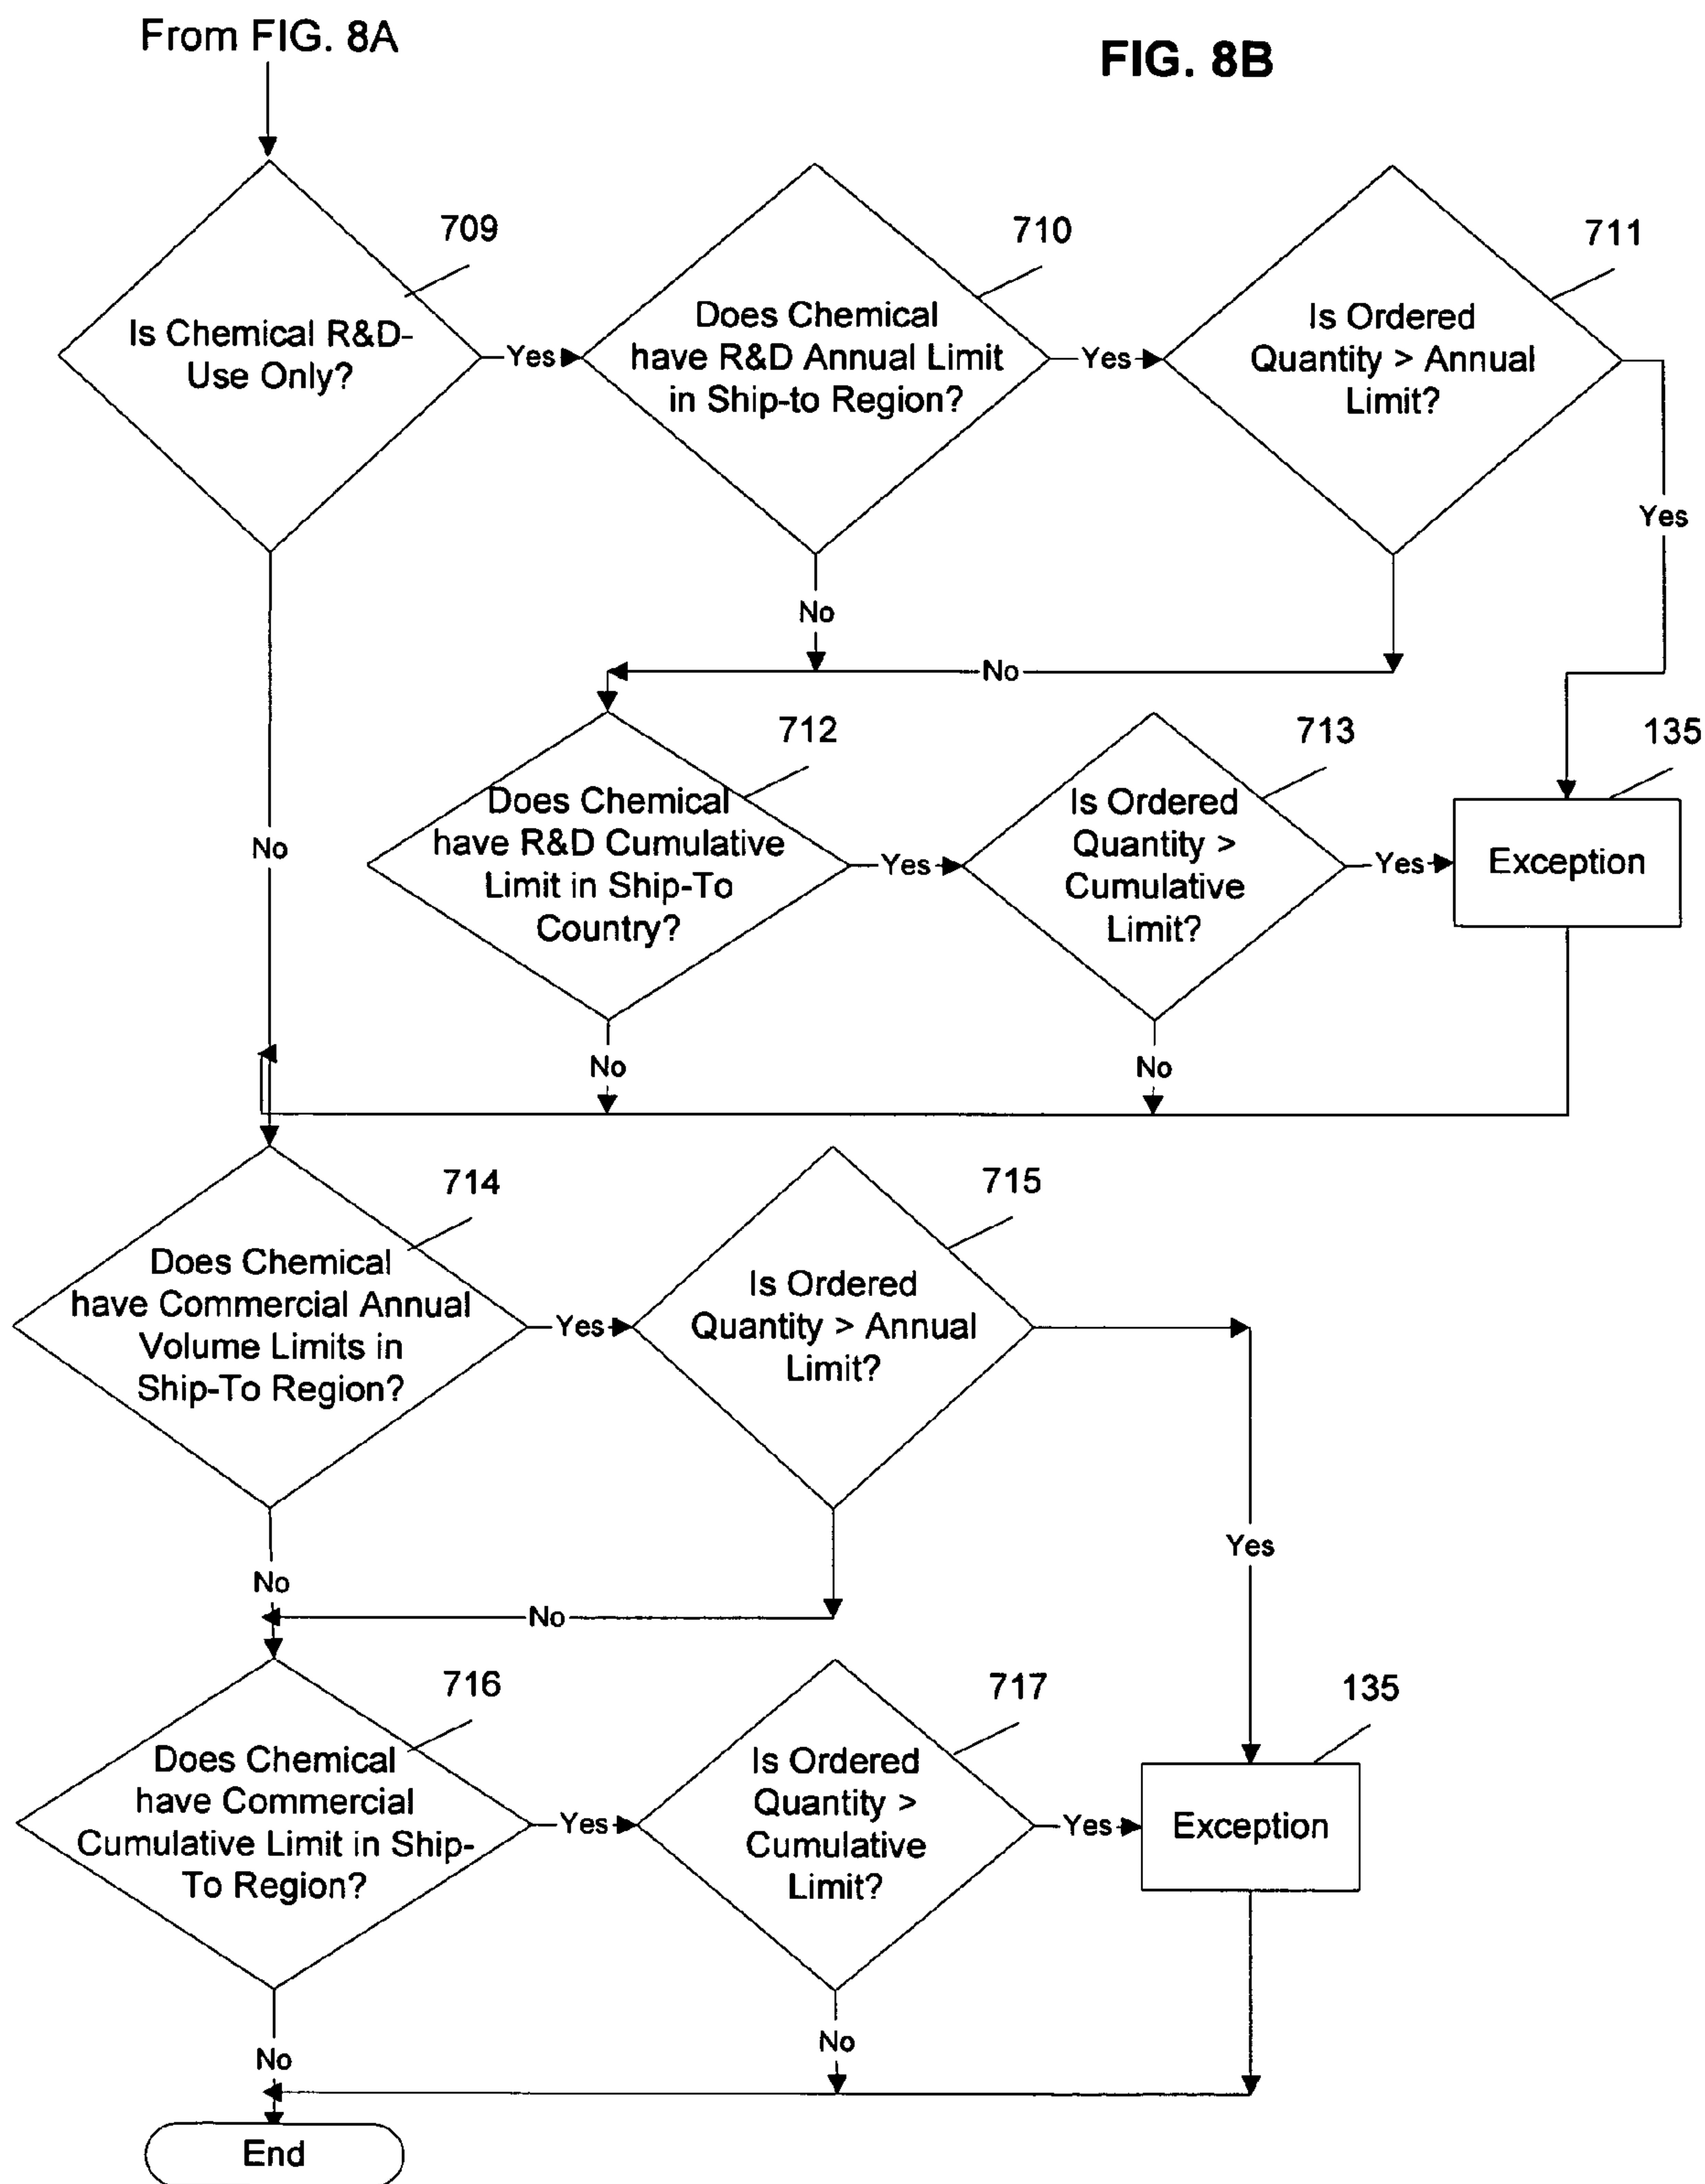 From FIG. 8A
FIG. 8B
709
Is Chemical R&D-
Use Only?
Yes
710
Does Chemical
have R&D Annual Limit
in Ship-to Region?
Yes
711
Is Ordered
Quantity > Annual
Limit?
Yes
No
No
No
712
Does Chemical
have R&D Cumulative
Limit in Ship-To
Country?
Yes
713
Is Ordered
Quantity >
Cumulative
Limit?
Yes
135
Exception
No
No
714
Does Chemical
have Commercial Annual
Volume Limits in
Ship-To Region?
Yes
715
Is Ordered
Quantity > Annual
Limit?
Yes
No
No
716
Does Chemical
have Commercial
Cumulative Limit in Ship-
To Region?
Yes
717
Is Ordered
Quantity >
Cumulative
Limit?
Yes
135
Exception
No
No
End